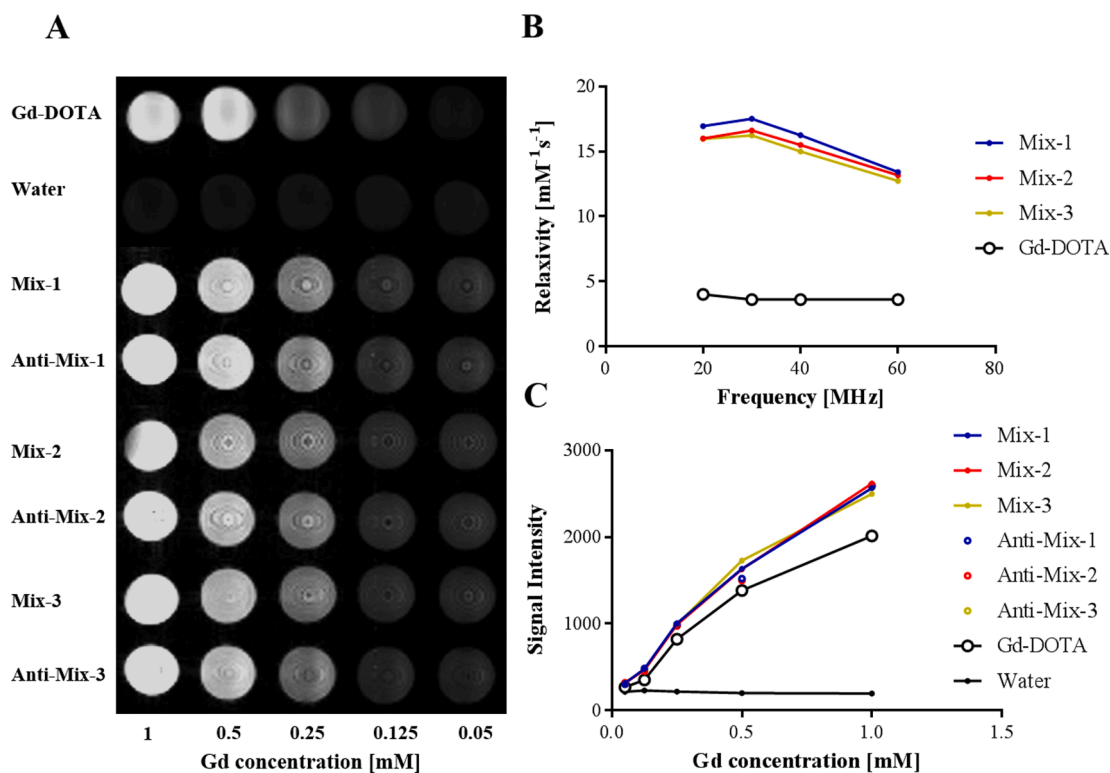 A
Gd-DOTA
Water
Mix-1
Anti-Mix-1
Mix-2
Anti-Mix-2
Mix-3
Anti-Mix-3
1 0.5 0.25 0.125 0.05
Gd concentration [mM]
B
Relaxivity [mM⁻¹s⁻¹]
20
15
10
5
0
0 20 40 60 80
Frequency [MHz]
Mix-1
Mix-2
Mix-3
Gd-DOTA
C
Signal Intensity
3000
2000
1000
0
0.0 0.5 1.0 1.5
Gd concentration [mM]
Mix-1
Mix-2
Mix-3
Anti-Mix-1
Anti-Mix-2
Anti-Mix-3
Gd-DOTA
Water